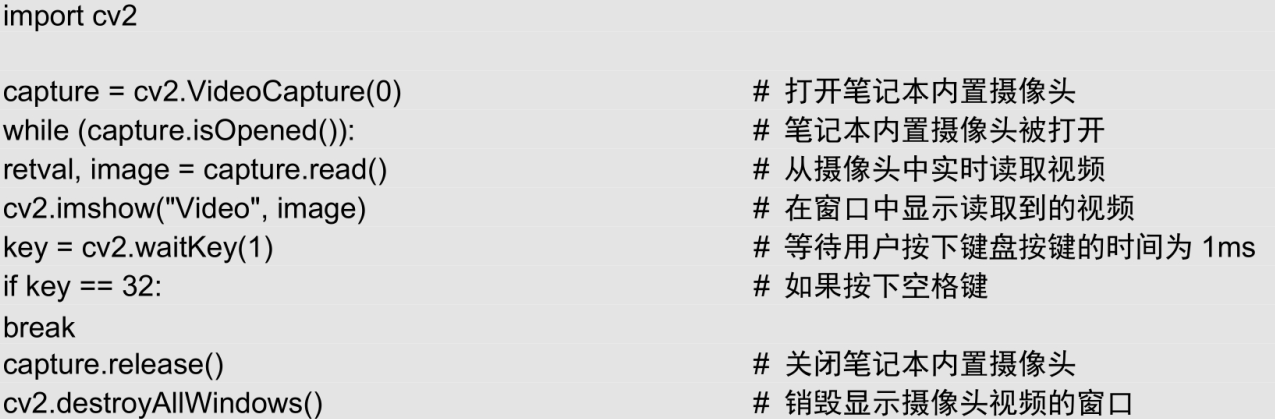 import cv2
capture = cv2.VideoCapture(0) # 打开笔记本内置摄像头
while (capture.isOpened()): # 笔记本内置摄像头被打开
retval, image = capture.read() # 从摄像头中实时读取视频
cv2.imshow("Video", image) # 在窗口中显示读取到的视频
key = cv2.waitKey(1) # 等待用户按下键盘按键的时间为 1ms
if key == 32: # 如果按下空格键
break
capture.release() # 关闭笔记本内置摄像头
cv2.destroyAllWindows() # 销毁显示摄像头视频的窗口